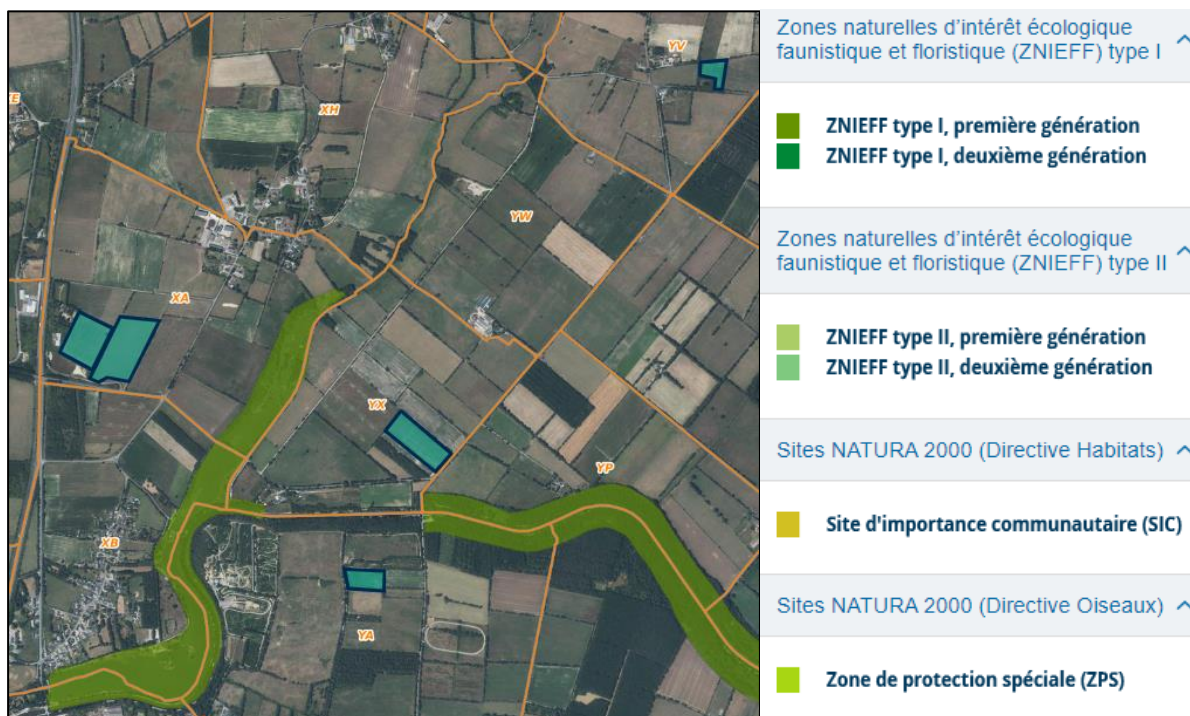 YV
E
XH
YW
XA
YX
YP
XB
YA
Zones naturelles d’intérêt écologique
faunistique et floristique (ZNIEFF) type I
ZNIEFF type I, première génération
ZNIEFF type I, deuxième génération
Zones naturelles d’intérêt écologique
faunistique et floristique (ZNIEFF) type II
ZNIEFF type II, première génération
ZNIEFF type II, deuxième génération
Sites NATURA 2000 (Directive Habitats)
Site d'importance communautaire (SIC)
Sites NATURA 2000 (Directive Oiseaux)
Zone de protection spéciale (ZPS)